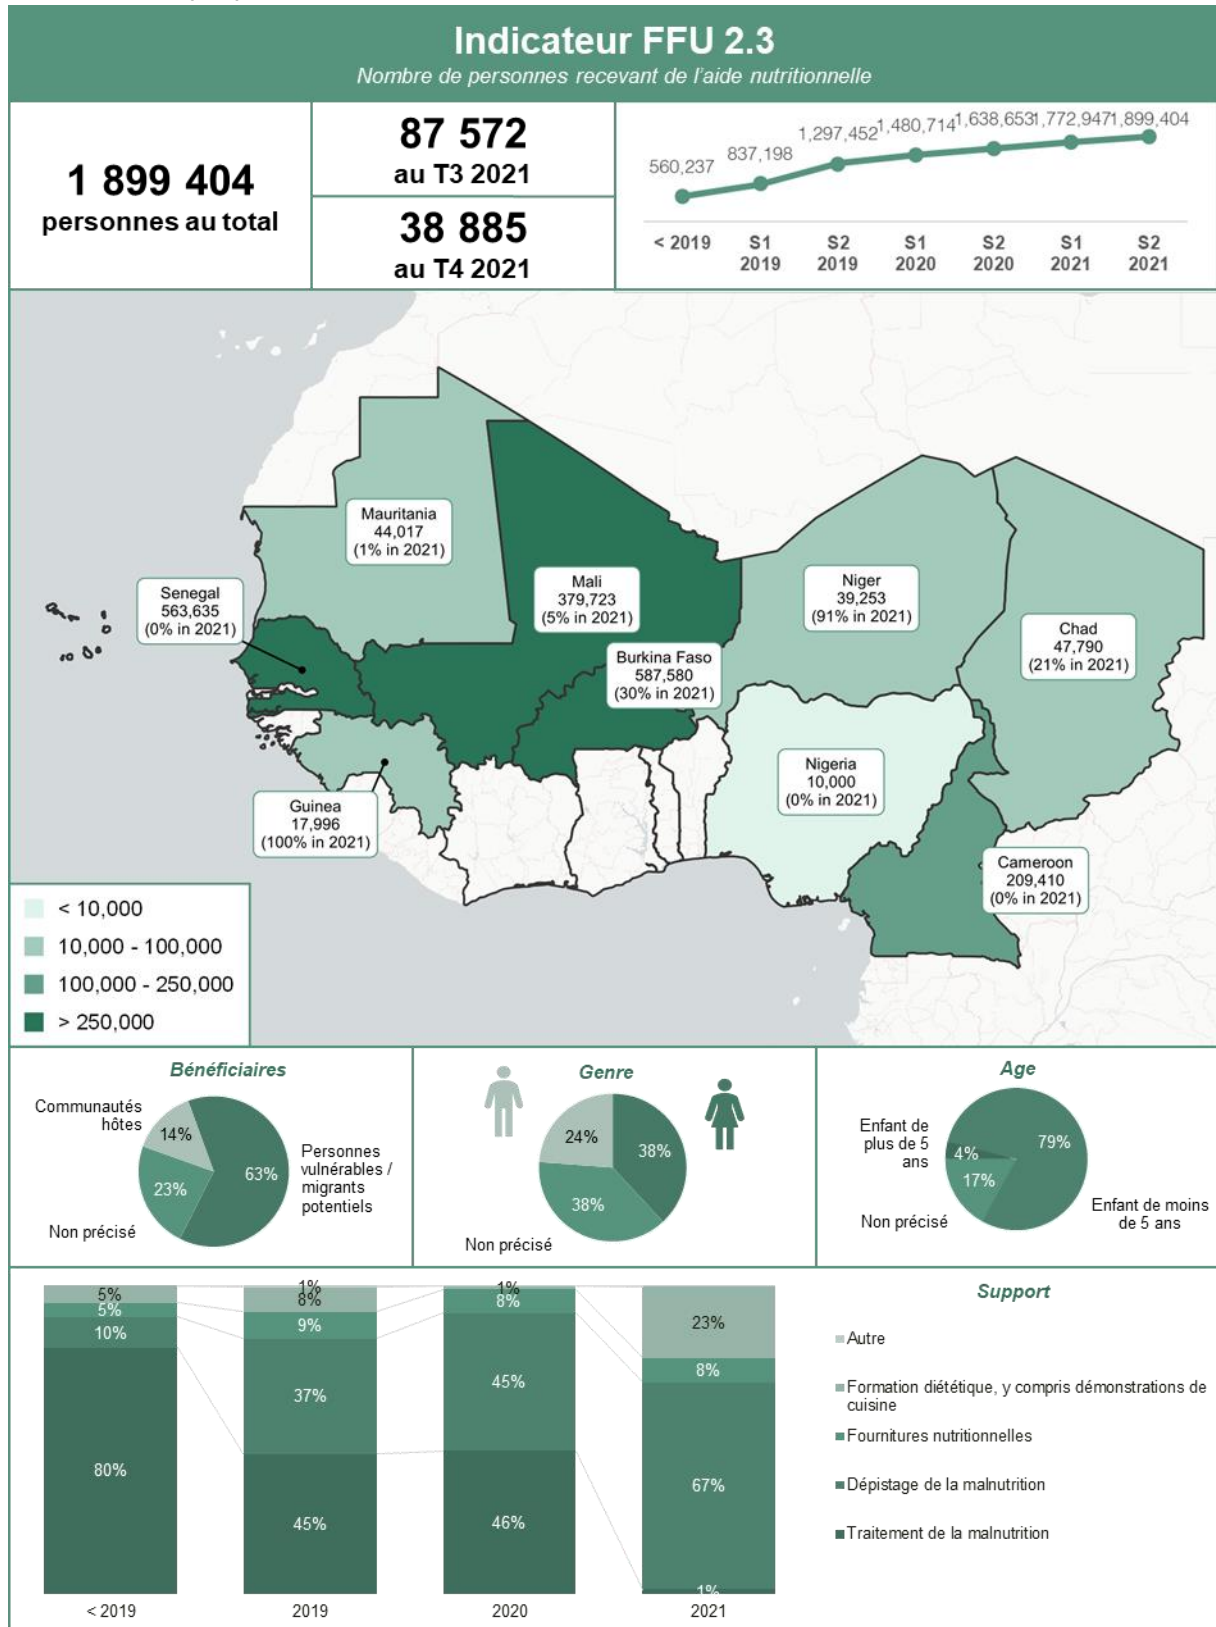 Indicateur FFU 2.3
Nombre de personnes recevant de l'aide nutritionnelle
1 899 404
personnes au total
87 572
au T3 2021
38 885
au T4 2021
560,237
837,198
1,297,452
1,480,714
1,638,653
1,772,947
1,899,404
< 2019
S1
2019
S2
2019
S1
2020
S2
2020
S1
2021
S2
2021
Mauritania
44,017
(1% in 2021)
Senegal
563,635
(0% in 2021)
Mali
379,723
(5% in 2021)
Niger
39,253
(91% in 2021)
Chad
47,790
(21% in 2021)
Burkina Faso
587,580
(30% in 2021)
Nigeria
10,000
(0% in 2021)
Guinea
17,996
(100% in 2021)
Cameroon
209,410
(0% in 2021)
< 10,000
10,000 - 100,000
100,000 - 250,000
> 250,000
Bénéficiaires
Communautés
hôtes
14%
63%
23%
Personnes
vulnérables /
migrants
potentiels
Non précisé
Genre
24%
38%
38%
Non précisé
Age
Enfant de
plus de 5
ans
4%
79%
17%
Non précisé
Enfant de moins
de 5 ans
5%
5%
10%
80%
< 2019
1%
8%
9%
37%
45%
2019
1%
8%
45%
46%
2020
23%
8%
67%
1%
2021
Support
Autre
Formation diététique, y compris démonstrations de
cuisine
Fournitures nutritionnelles
Dépistage de la malnutrition
Traitement de la malnutrition